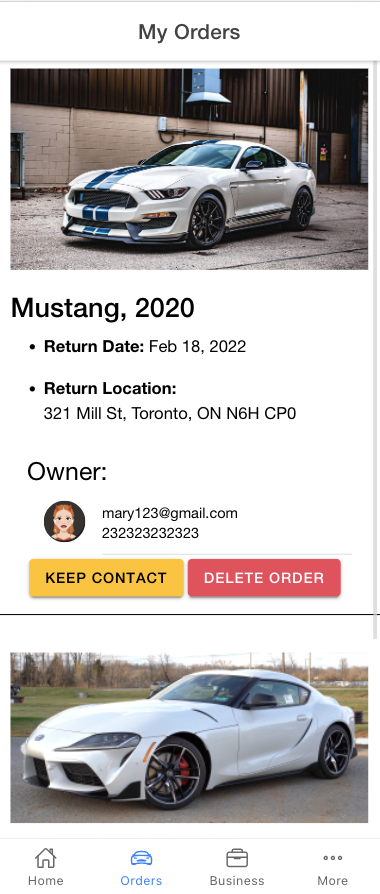 My Orders
Mustang, 2020
• Return Date: Feb 18, 2022
• Return Location:
321 Mill St, Toronto, ON N6H CP0
Owner:
mary123@gmail.com
232323232323
KEEP CONTACT DELETE ORDER
Home Orders Business More